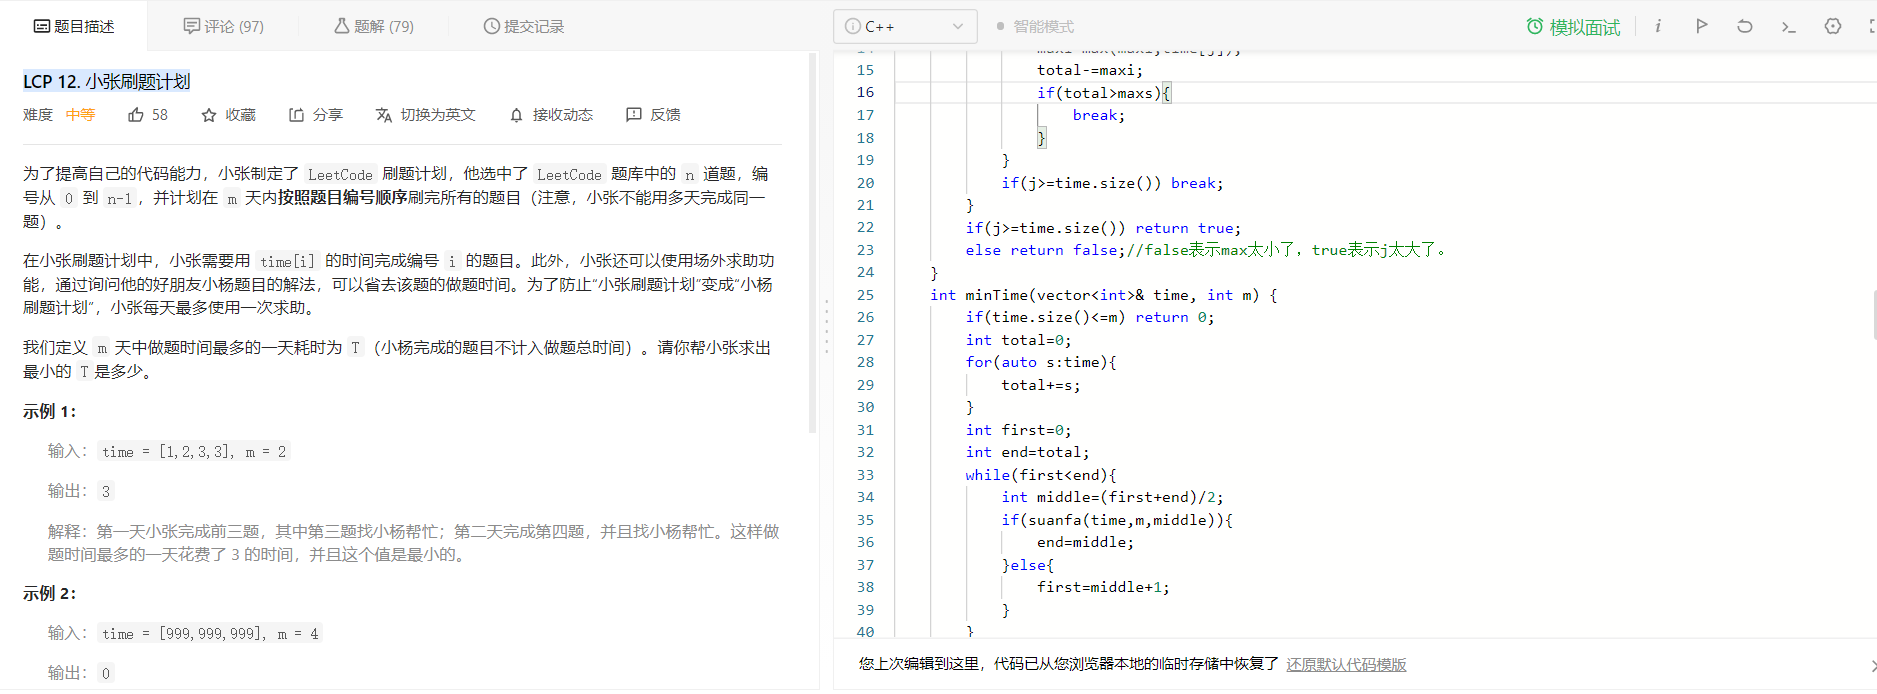 题目描述
评论 (97)
题解 (79)
提交记录
LCP 12. 小张刷题计划
难度 中等 58 收藏 分享 切换为英文 接收动态 反馈
为了提高自己的代码能力，小张制定了 LeetCode 刷题计划，他选中了 LeetCode 题库中的 n 道题，编
号从 0 到 n-1，并计划在 m 天内按照题目编号顺序刷完所有的题目（注意，小张不能用多天完成同一
题）。
在小张刷题计划中，小张需要用 time[i] 的时间完成编号 i 的题目。此外，小张还可以使用场外求助功
能，通过询问他的好朋友小杨题目的解法，可以省去该题的做题时间。为了防止“小张刷题计划”变成“小杨
刷题计划”，小张每天最多使用一次求助。
我们定义 m 天中做题时间最多的一天耗时为 T（小杨完成的题目不计入做题总时间）。请你帮小张求出
最小的 T是多少。
示例 1：
输入：time = [1,2,3,3], m = 2
输出：3
解释：第一天小张完成前三题，其中第三题找小杨帮忙；第二天完成第四题，并且找小杨帮忙。这样做
题时间最多的一天花费了 3 的时间，并且这个值是最小的。
示例 2：
输入：time = [999,999,999], m = 4
输出：0
C++
智能模式
模拟面试
15 total-=maxi;
16 if(total>maxs){
17 break;
18 }
19 }
20 if(j>=time.size()) break;
21 }
22 if(j>=time.size()) return true;
23 else return false;//false表示max太小了，true表示j太大了。
24 }
25 int minTime(vector<int>& time, int m) {
26 if(time.size()<=m) return 0;
27 int total=0;
28 for(auto s:time){
29 total+=s;
30 }
31 int first=0;
32 int end=total;
33 while(first<end){
34 int middle=(first+end)/2;
35 if(suanfa(time,m,middle)){
36 end=middle;
37 }else{
38 first=middle+1;
39 }
40 }
您上次编辑到这里，代码已从您浏览器本地的临时存储中恢复了 还原默认代码模版